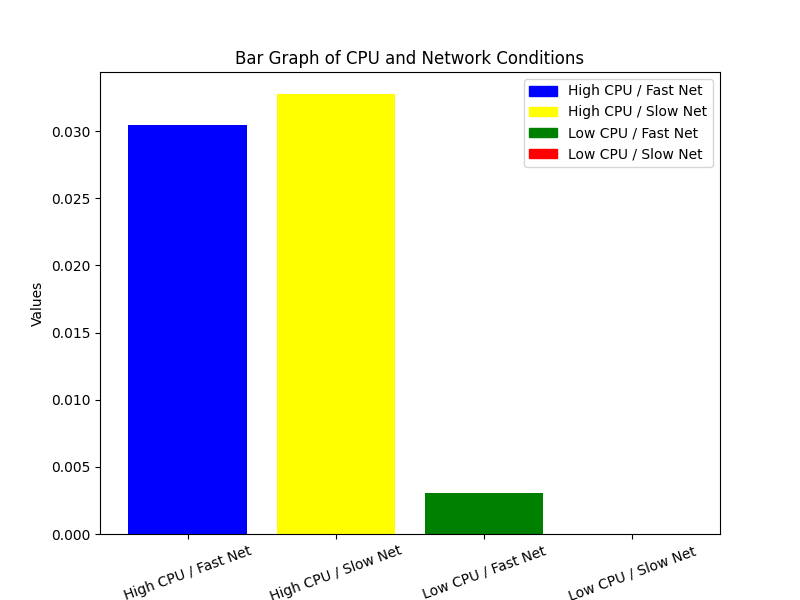 Bar Graph of CPU and Network Conditions
High CPU / Fast Net
High CPU / Slow Net
Low CPU / Fast Net
Low CPU / Slow Net
Values
0.030
0.025
0.020
0.015
0.010
0.005
0.000
High CPU / Fast Net
High CPU / Slow Net
Low CPU / Fast Net
Low CPU / Slow Net